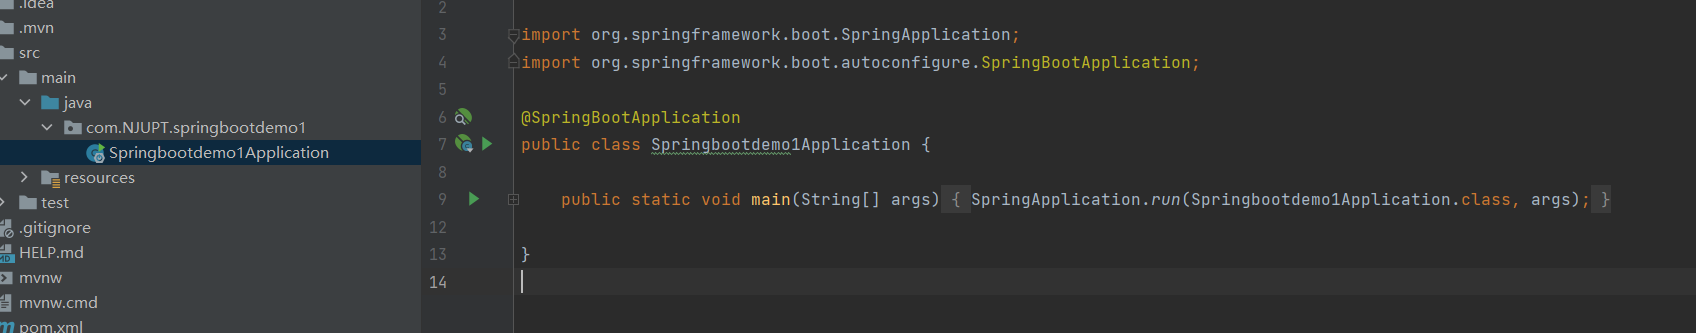 .idea
.mvn
src
main
java
com.NJUPT.springbootdemo1
Springbootdemo1Application
resources
test
.gitignore
HELP.md
mvnw
mvnw.cmd
pom.xml
2
3 import org.springframework.boot.SpringApplication;
4 import org.springframework.boot.autoconfigure.SpringBootApplication;
5
6 @SpringBootApplication
7 public class Springbootdemo1Application {
8
9 public static void main(String[] args) { SpringApplication.run(Springbootdemo1Application.class, args); }
12
13 }
14